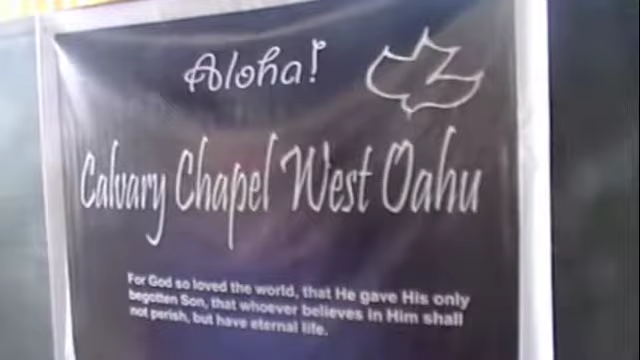 Aloha!
Calvary Chapel West Oahu
For God so loved the world, that He gave His only
begotten Son, that whoever believes in Him shall
not perish, but have eternal life.